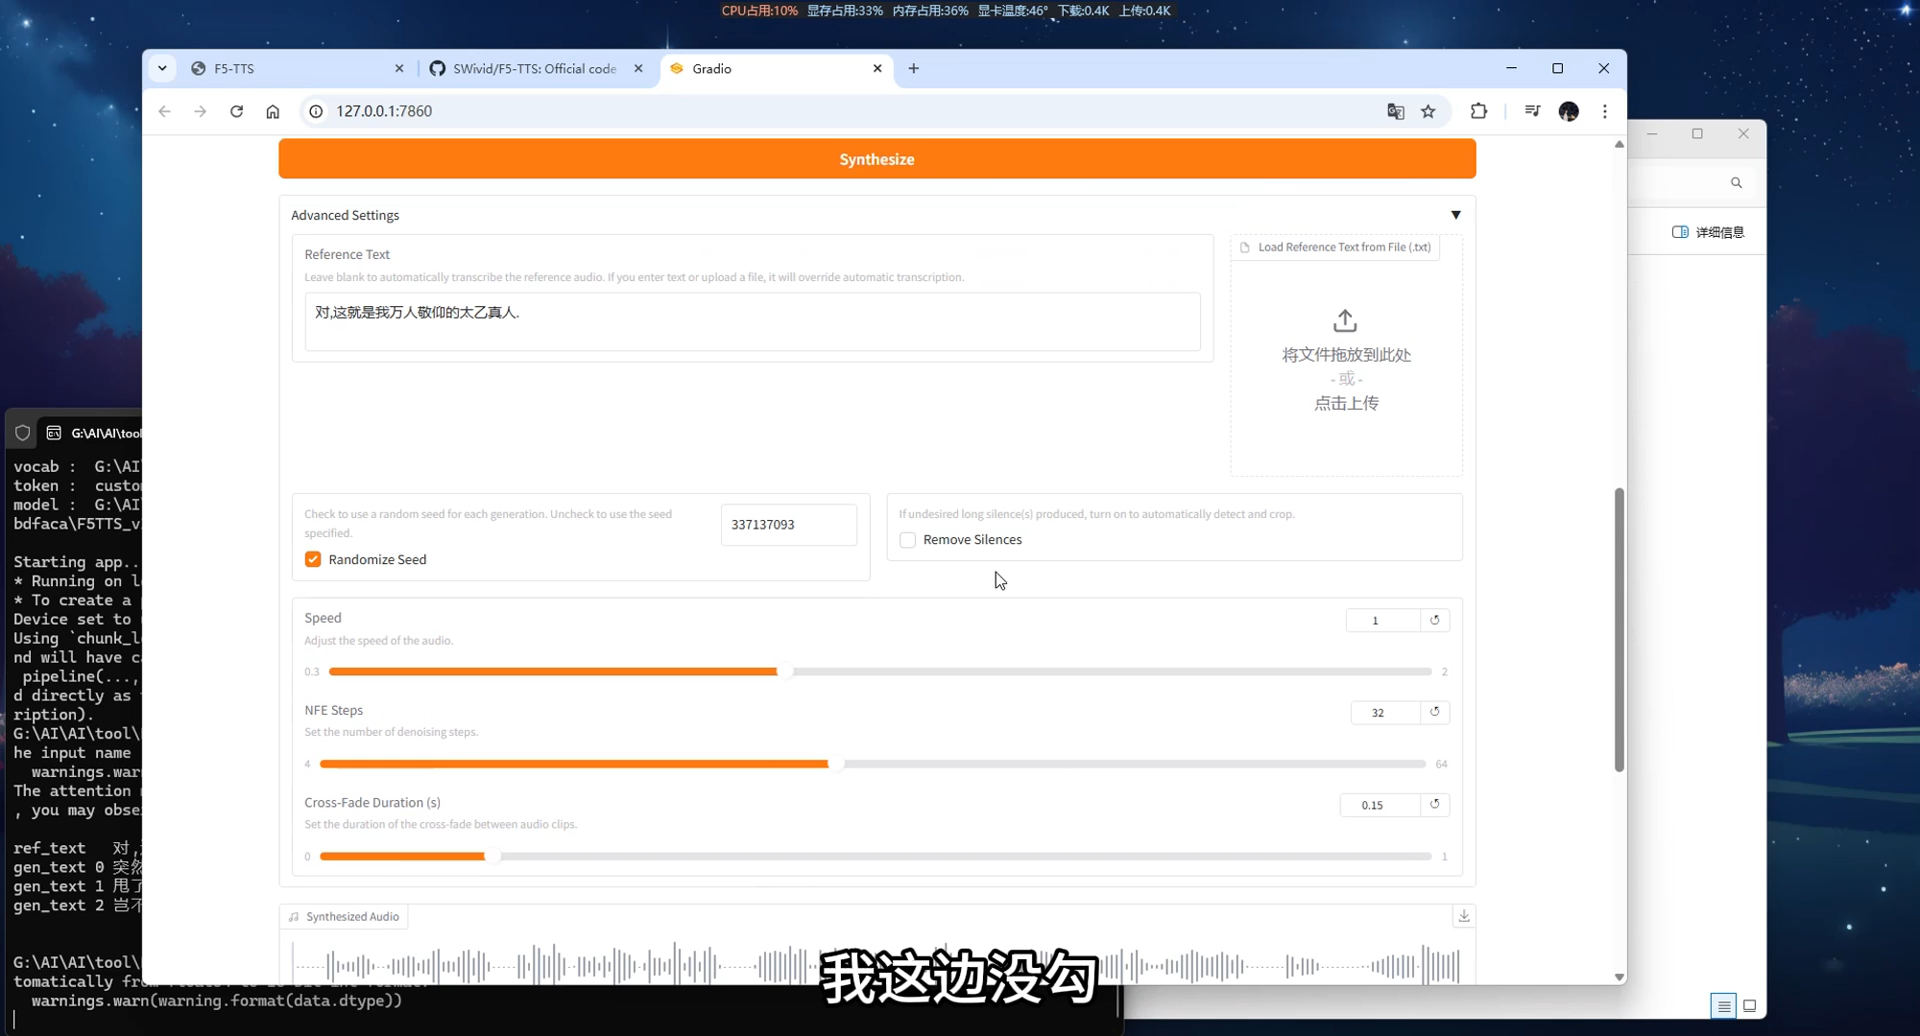 CPU占用:10% 显存占用:33% 内存占用:36% 显卡温度:46° 下载:0.4K 上传:0.4K
F5-TTS
SWivid/F5-TTS: Official code
Gradio
127.0.0.1:7860
Synthesize
Advanced Settings
Reference Text
Leave blank to automatically transcribe the reference audio. If you enter text or upload a file, it will override automatic transcription.
对,这就是我万人敬仰的太乙真人.
Load Reference Text from File (.txt)
将文件拖放到此处
- 或 -
点击上传
详细信息
Check to use a random seed for each generation. Uncheck to use the seed
specified.
337137093
Randomize Seed
If undesired long silence(s) produced, turn on to automatically detect and crop.
Remove Silences
Speed
1
Adjust the speed of the audio.
0.3
2
NFE Steps
32
Set the number of denoising steps.
4
64
Cross-Fade Duration (s)
0.15
Set the duration of the cross-fade between audio clips.
0
1
Synthesized Audio
G:\AI\AI\tool
vocab : G:\AI
token : custo
model : G:\AI
bdfaca\F5TTS_v
Starting app..
* Running on l
* To create a
Device set to
Using `chunk_l
nd will have c
pipeline(...,
d directly as
ription).
G:\AI\AI\tool\
he input name
warnings.war
The attention
, you may obse
ref_text 对,
gen_text 0 突然
gen_text 1 甩了
gen_text 2 岂不
G:\AI\AI\tool\
tomatically from
warnings.warn(warning.format(data.dtype))
我这边没勾